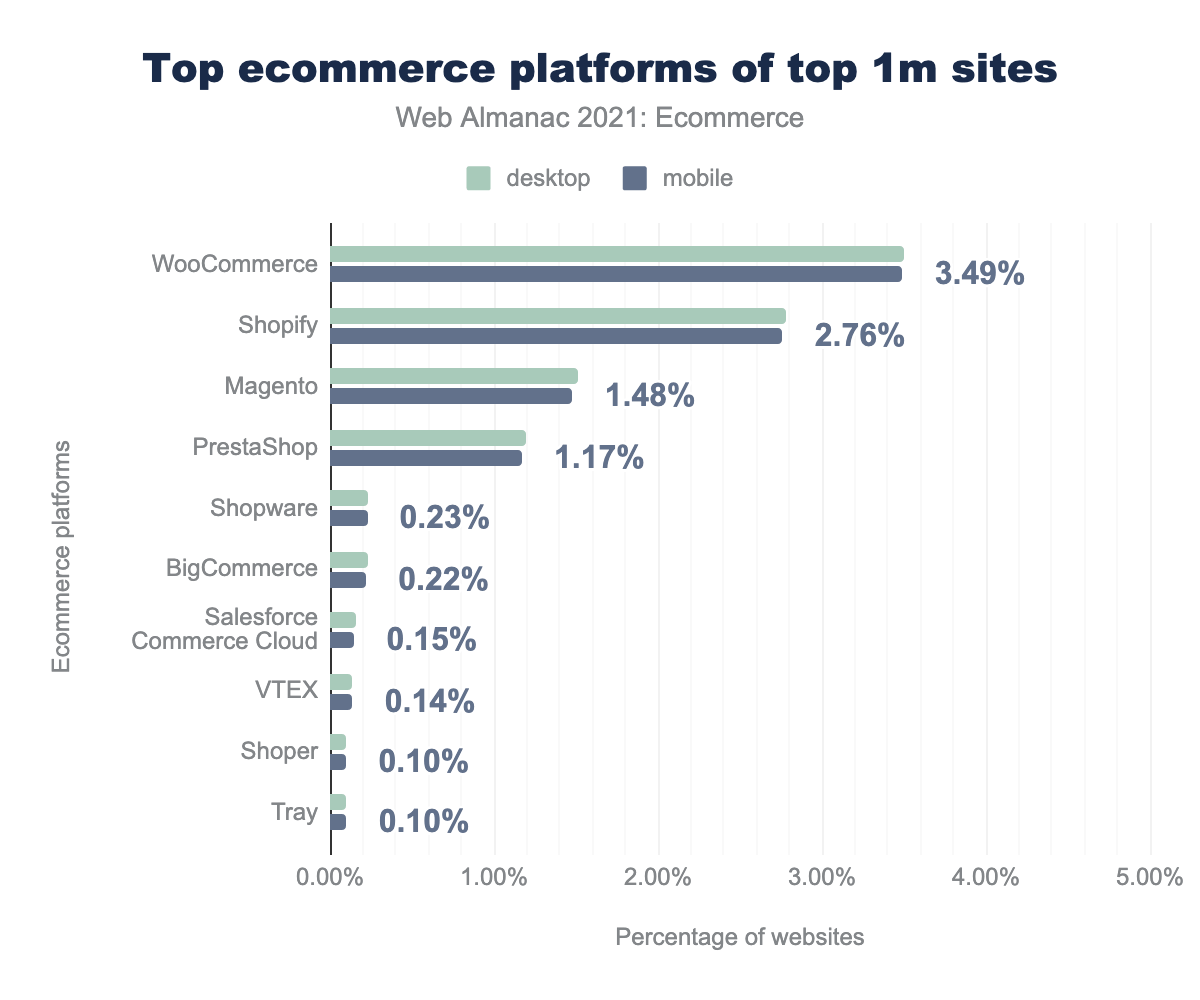 Top ecommerce platforms of top 1m sites
Web Almanac 2021: Ecommerce
desktop
mobile
Ecommerce platforms
WooCommerce
3.49%
Shopify
2.76%
Magento
1.48%
PrestaShop
1.17%
Shopware
0.23%
BigCommerce
0.22%
Salesforce
Commerce Cloud
0.15%
VTEX
0.14%
Shoper
0.10%
Tray
0.10%
0.00%
1.00%
2.00%
3.00%
4.00%
5.00%
Percentage of websites